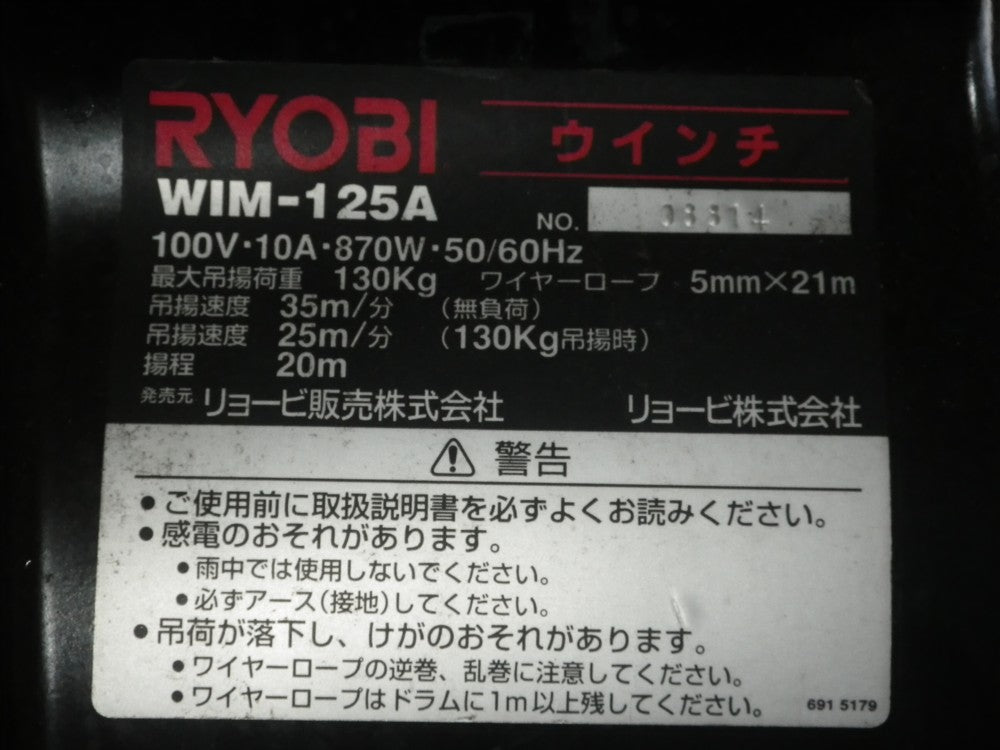 RYOBI ウインチ
WIM-125A
NO. 08814
100V・10A・870W・50/60Hz
最大吊揚荷重 130Kg ワイヤーロープ 5mm×21m
吊揚速度 35m/分 (無負荷)
吊揚速度 25m/分 (130Kg吊揚時)
揚程 20m
発売元 リョービ販売株式会社 リョービ株式会社
⚠ 警告
●ご使用前に取扱説明書を必ずよくお読みください。
●感電のおそれがあります。
●雨中では使用しないでください。
●必ずアース(接地)してください。
●吊荷が落下し、けがのおそれがあります。
●ワイヤーロープの逆巻、乱巻に注意してください。
●ワイヤーロープはドラムに1m以上残してください。
691 5179